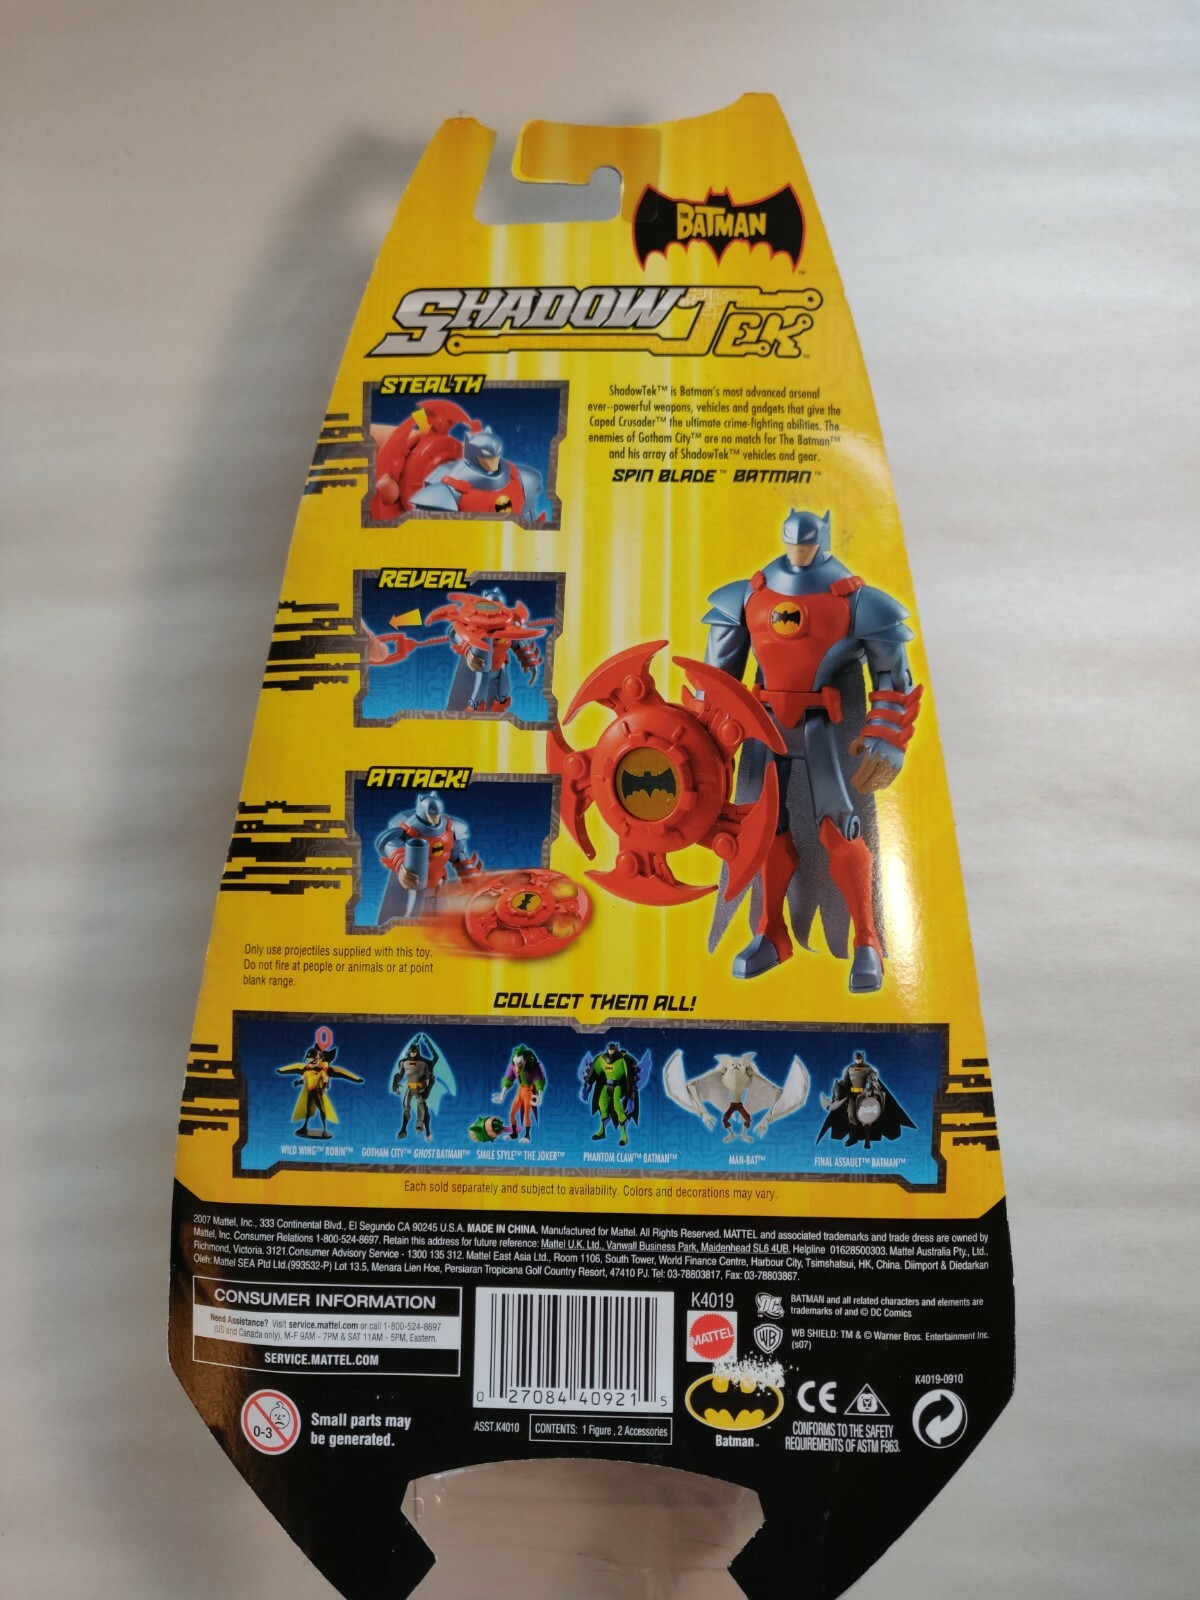 THE BATMAN™
SHADOWTEK™
STEALTH
ShadowTek™ is Batman's most advanced arsenal
ever–powerful weapons, vehicles and gadgets that give the
Caped Crusader™ the ultimate crime-fighting abilities. The
enemies of Gotham City™ are no match for The Batman™
and his array of ShadowTek™ vehicles and gear.
SPIN BLADE™ BATMAN™
REVEAL
ATTACK!
Only use projectiles supplied with this toy.
Do not fire at people or animals or at point
blank range.
COLLECT THEM ALL!
WILD WING™ ROBIN™
GOTHAM CITY™ GHOST BATMAN™
SMILE STYLE™ THE JOKER™
PHANTOM CLAW™ BATMAN™
MAN-BAT™
FINAL ASSAULT™ BATMAN™
Each sold separately and subject to availability. Colors and decorations may vary.
2007 Mattel, Inc., 333 Continental Blvd., El Segundo CA 90245 U.S.A. MADE IN CHINA. Manufactured for Mattel. All Rights Reserved. MATTEL and associated trademarks and trade dress are owned by
Mattel, Inc. Consumer Relations 1-800-524-8697. Retain this address for future reference: Mattel U.K. Ltd., Vanwall Business Park, Maidenhead SL6 4UB, Helpline 01628500303. Mattel Australia Pty., Ltd.,
Richmond, Victoria. 3121.Consumer Advisory Service - 1300 135 312. Mattel East Asia Ltd., Room 1106, South Tower, World Finance Centre, Harbour City, Tsimshatsui, HK, China. Diimport & Diedarkan
Oleh: Mattel SEA Ptd Ltd.(993532-P) Lot 13.5, Menara Lien Hoe, Persiaran Tropicana Golf Country Resort, 47410 PJ. Tel: 03-78803817, Fax: 03-78803867.
CONSUMER INFORMATION
Need Assistance? Visit service.mattel.com or call 1-800-524-8697
(US and Canada only), M-F 9AM - 7PM & SAT 11AM - 5PM, Eastern.
SERVICE.MATTEL.COM
0-3
Small parts may
be generated.
0 27084 40921 5
ASST.K4010
CONTENTS: 1 Figure , 2 Accessories
K4019
MATTEL
DC
BATMAN and all related characters and elements are
trademarks of and © DC Comics
WB
WB SHIELD: TM & © Warner Bros. Entertainment Inc.
(s07)
Batman™
CE
CONFORMS TO THE SAFETY
REQUIREMENTS OF ASTM F963.
K4019-0910